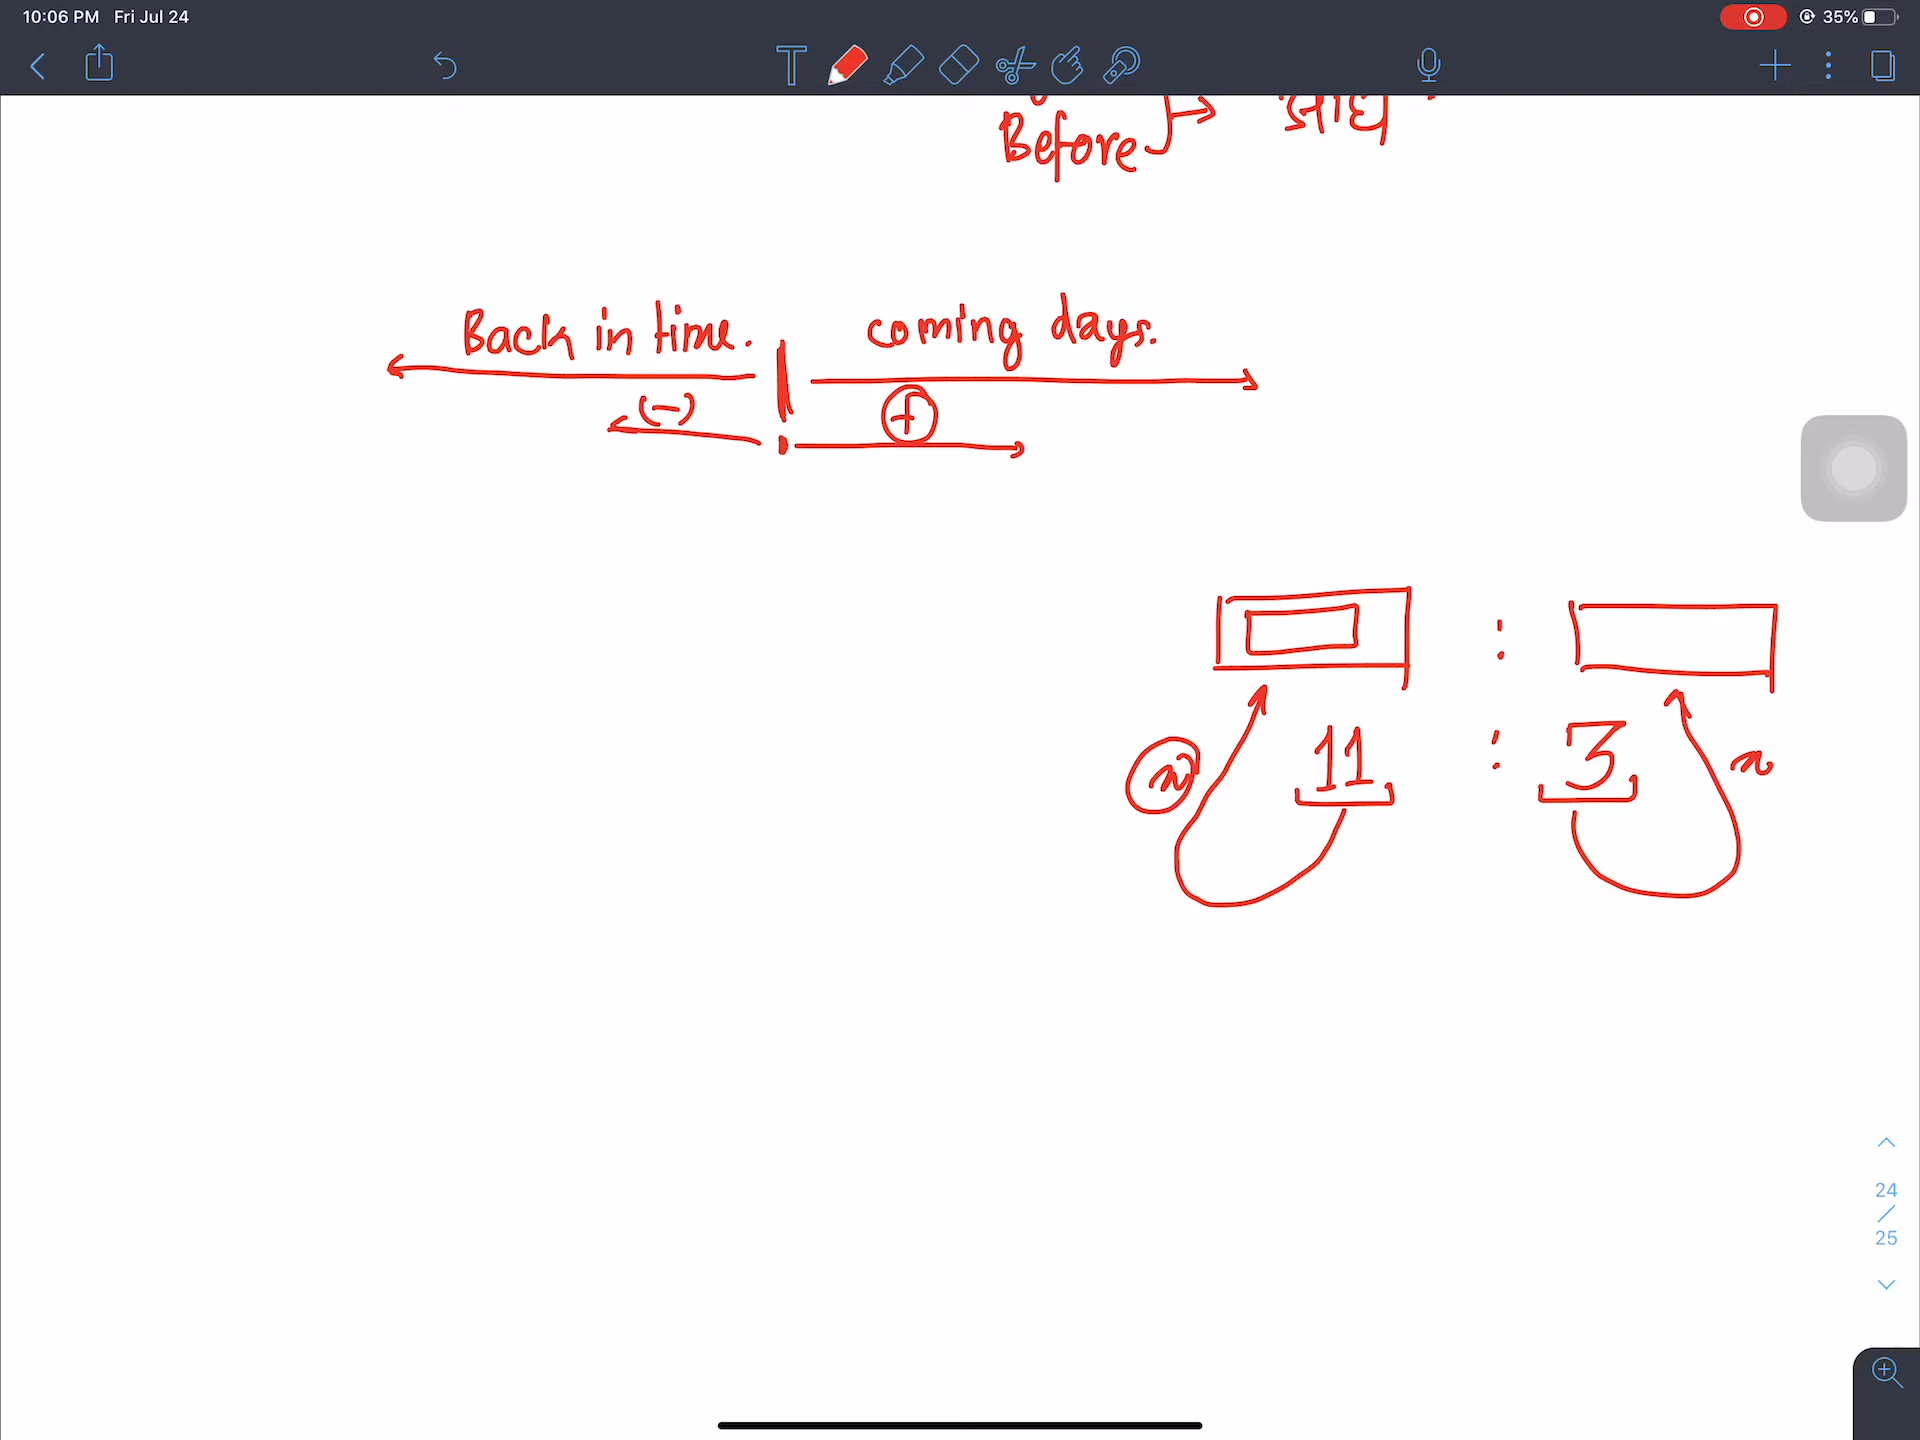 10:06 PM Fri Jul 24 35%
T
Before
Back in time. coming days.
(-) +
:
n 11 : 3 n
24
/
25